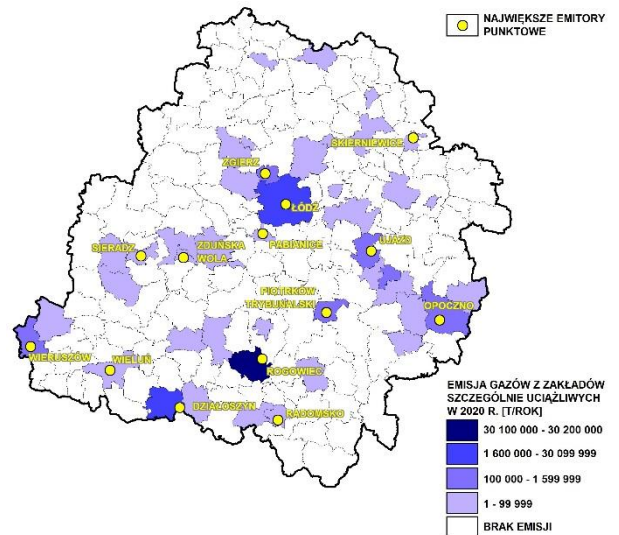 NAJWIĘKSZE EMITORY
PUNKTOWE
SKIERNIEWICE
ZGIERZ
ŁÓDŹ
PABIANICE
UJAZD
SIERADZ
ZDUŃSKA
WOLA
PIOTRKÓW
TRYBUNALSKI
OPOCZNO
WIERUSZÓW
WIELUŃ
ROGOWIEC
DZIAŁOSZYN
RADOMSKO
EMISJA GAZÓW Z ZAKŁADÓW
SZCZEGÓLNIE UCIĄŻLIWYCH
W 2020 R. [T/ROK]
30 100 000 - 30 200 000
1 600 000 - 30 099 999
100 000 - 1 599 999
1 - 99 999
BRAK EMISJI